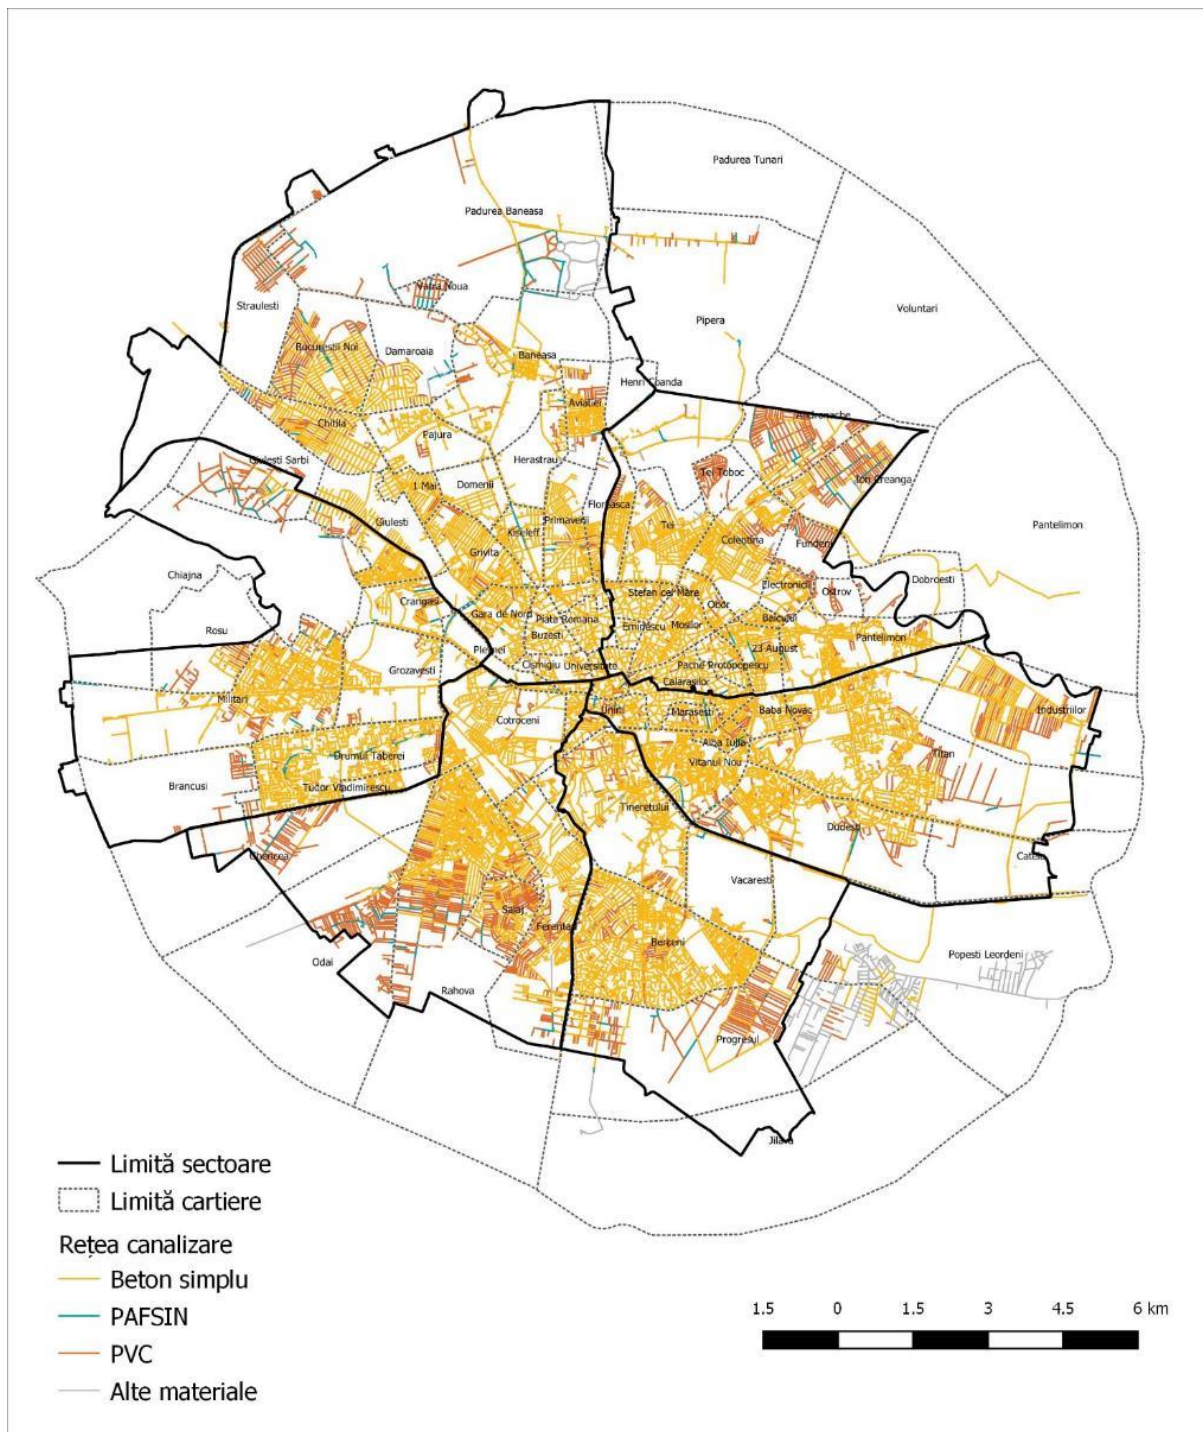 Padurea Tunari
Padurea Baneasa
Voluntari
Vatra Noua
Straulesti
Pipera
Bucurestii Noi
Damaroaia
Baneasa
Henri Coanda
Aviatiei
Andronache
Chitila
Pajura
Herastrau
Giulesti Sarbi
Tei Toboc
Ion Creanga
1 Mai
Domenii
Floreasca
Pantelimon
Giulesti
Primaverii
Tei
Kiseleff
Colentina
Fundeni
Grivita
Chiajna
Dobroesti
Electronicii
Ostrov
Stefan cel Mare
Crangasi
Obor
Gara de Nord
Piata Romana
Eminescu
Mosilor
Baicului
Rosu
Buzesti
Pantelimon
Plevnei
23 August
Cismigiu
Universitate
Pache Protopopescu
Grozavesti
Calarasilor
Militari
Unirii
Marasesti
Baba Novac
Industriilor
Cotroceni
Alba Iulia
Titan
Drumul Taberei
Vitanul Nou
Brancusi
Tudor Vladimirescu
Tineretului
Dudesti
Ghencea
Catelu
Vacaresti
Salaj
Ferentari
Berceni
Odai
Popesti Leordeni
Rahova
Progresul
Jilava
Limită sectoare
Limită cartiere
Rețea canalizare
Beton simplu
PAFSIN
PVC
Alte materiale
1.5 0 1.5 3 4.5 6 km